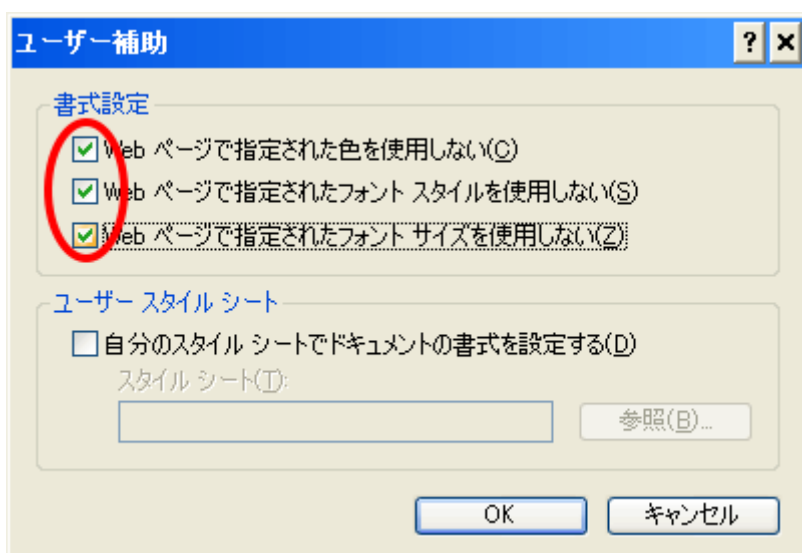 ユーザー補助
書式設定
Web ページで指定された色を使用しない(C)
Web ページで指定されたフォント スタイルを使用しない(S)
Web ページで指定されたフォント サイズを使用しない(Z)
ユーザー スタイル シート
自分のスタイル シートでドキュメントの書式を設定する(D)
スタイル シート(T):
参照(B)...
OK キャンセル